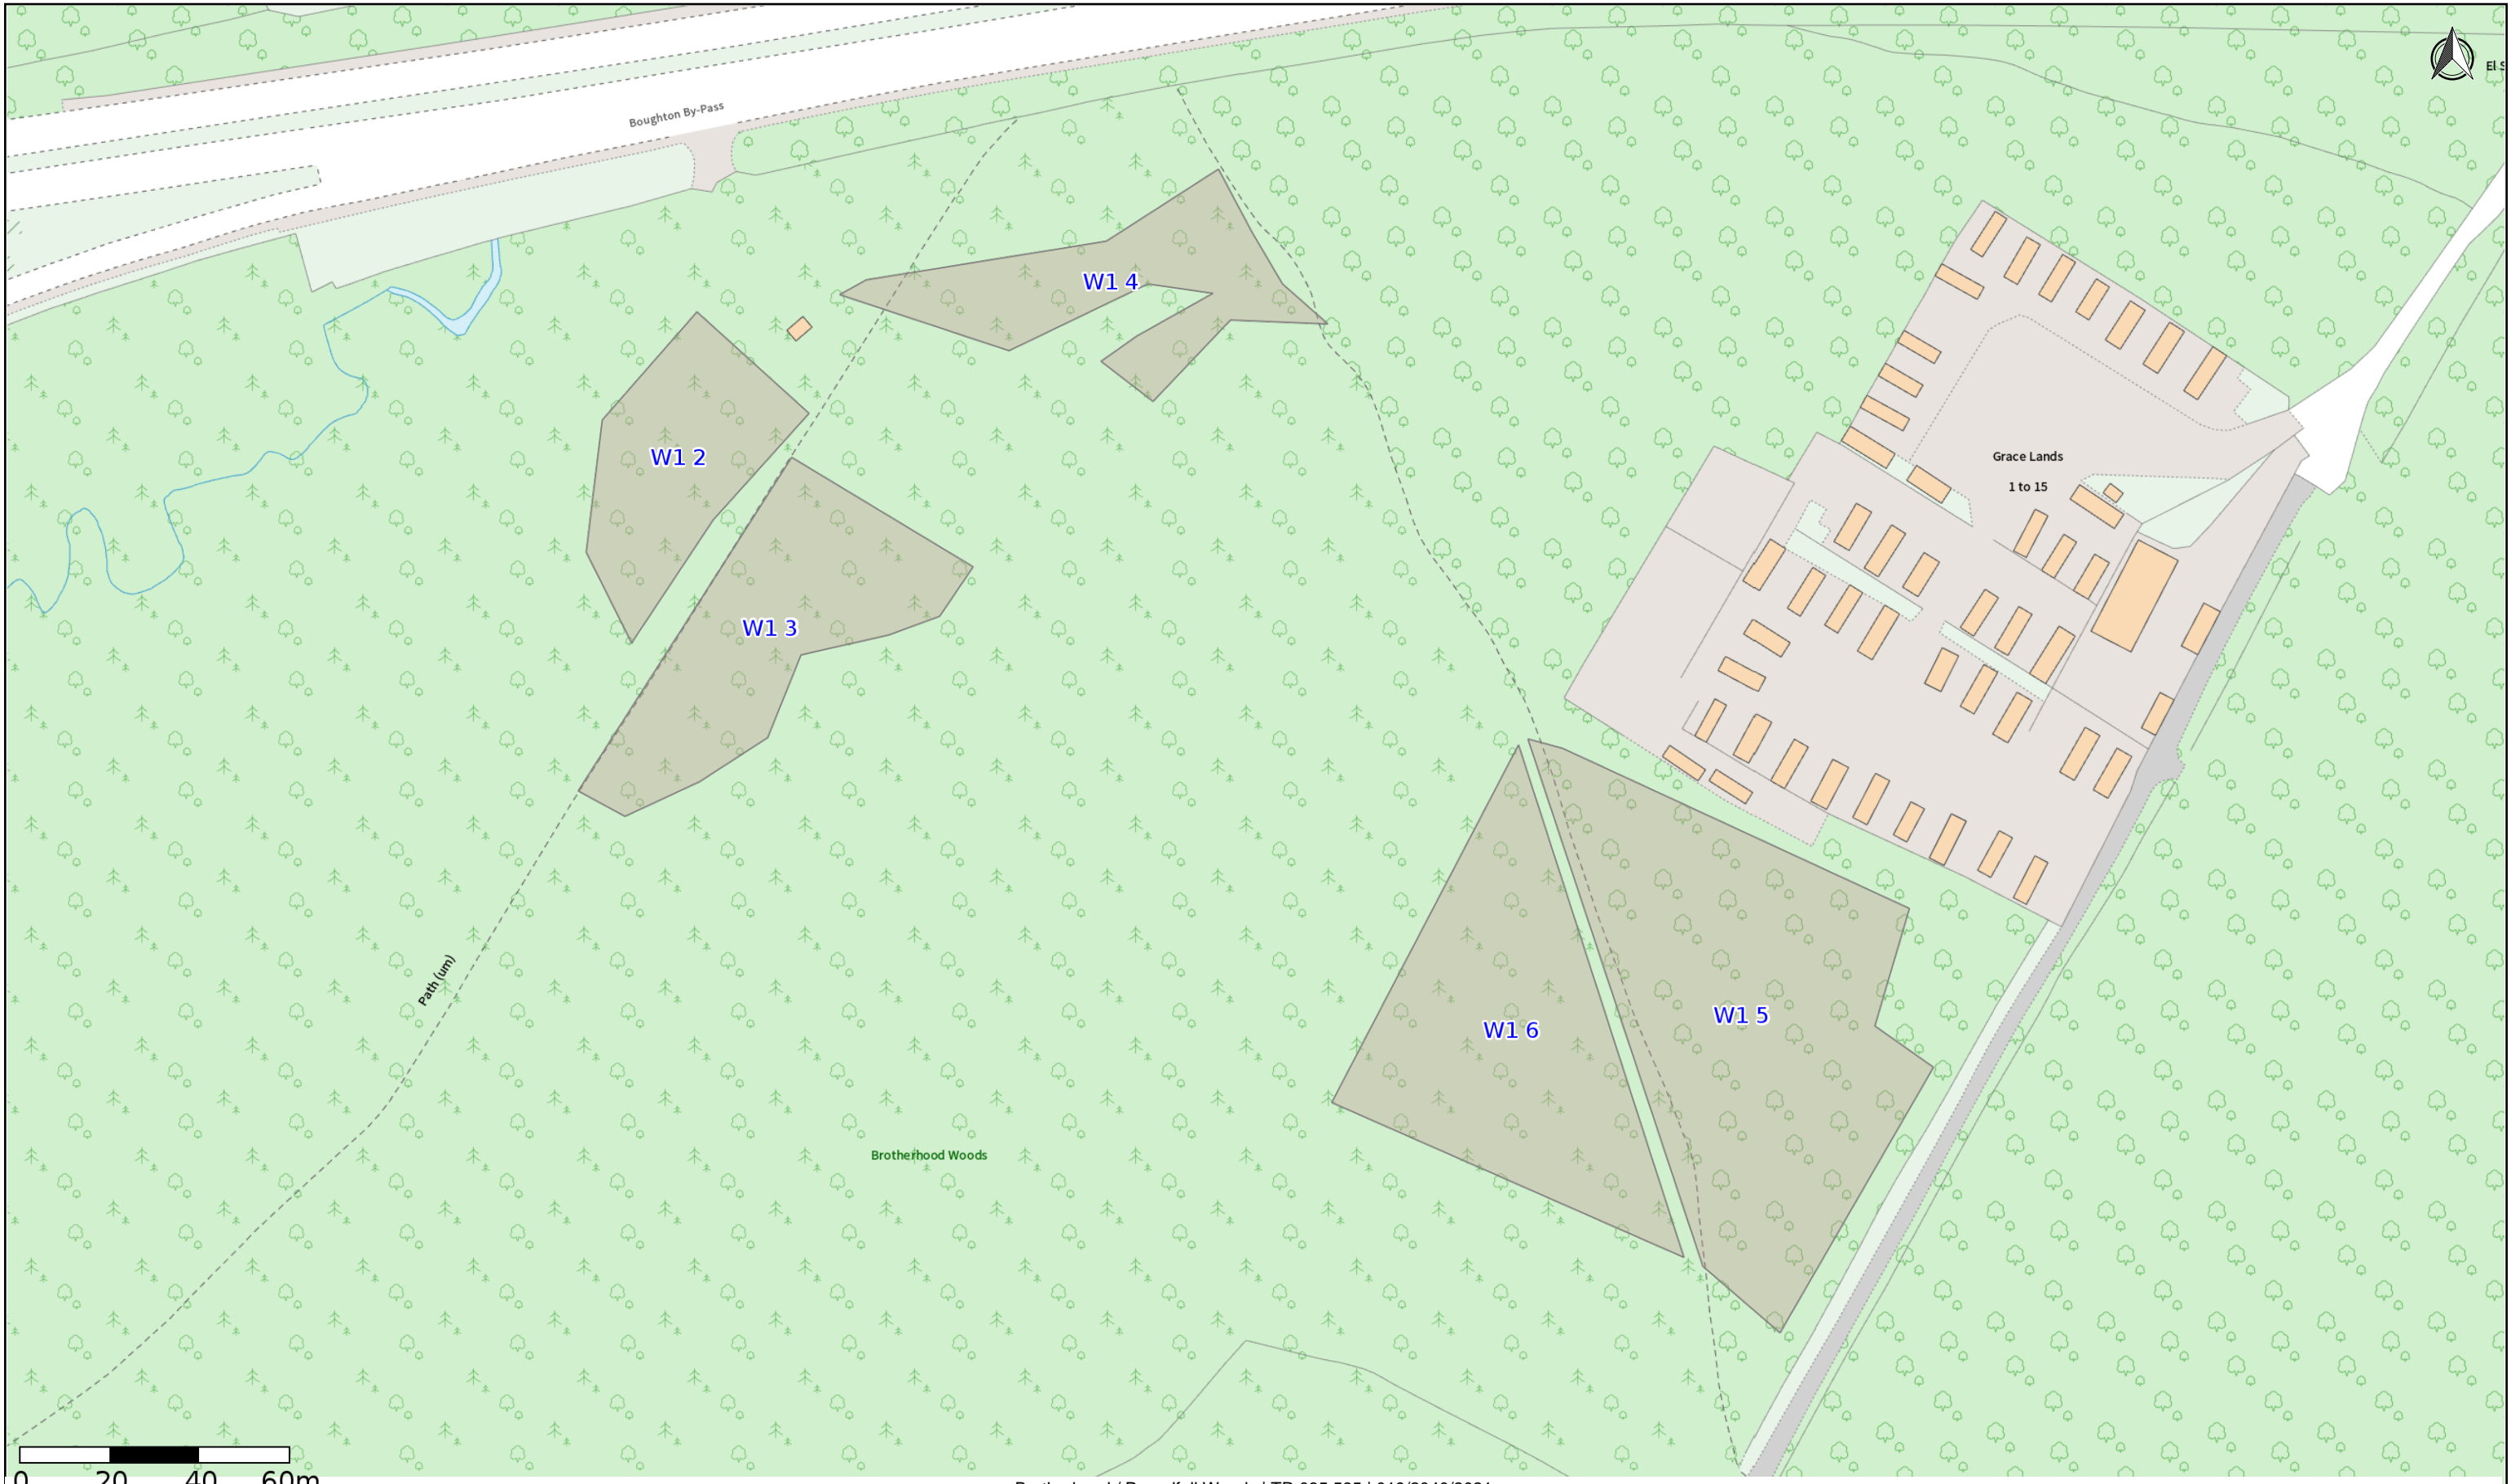 Boughton By-Pass
El S
W1 4
W1 2
Grace Lands
1 to 15
W1 3
Path (um)
W1 5
W1 6
Brotherhood Woods
0 20 40 60m